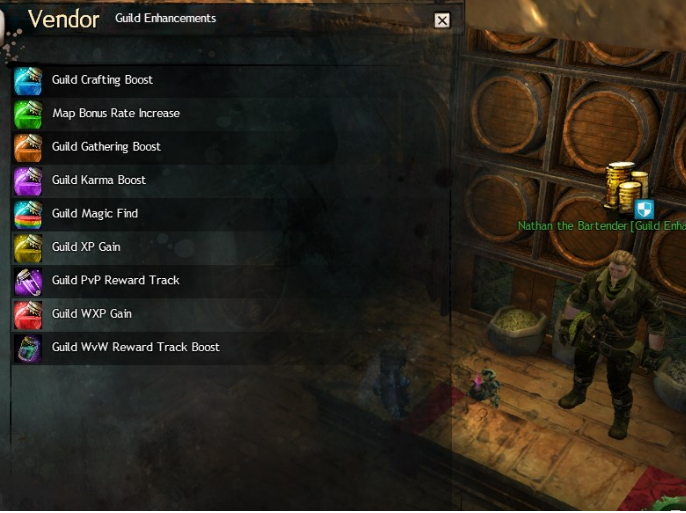 Vendor Guild Enhancements
Guild Crafting Boost
Map Bonus Rate Increase
Guild Gathering Boost
Guild Karma Boost
Guild Magic Find
Guild XP Gain
Guild PvP Reward Track
Guild WXP Gain
Guild WvW Reward Track Boost
Nathan the Bartender [Guild Enha